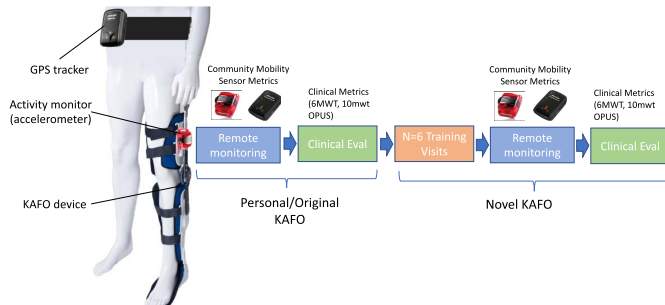 GPS tracker
Activity monitor
(accelerometer)
KAFO device
Community Mobility
Sensor Metrics
Clinical Metrics
(6MWT, 10mwt
OPUS)
Remote
monitoring
Clinical Eval
N=6 Training
Visits
Community Mobility
Sensor Metrics
Remote
monitoring
Clinical Metrics
(6MWT, 10mwt
OPUS)
Clinical Eval
Personal/Original
KAFO
Novel KAFO